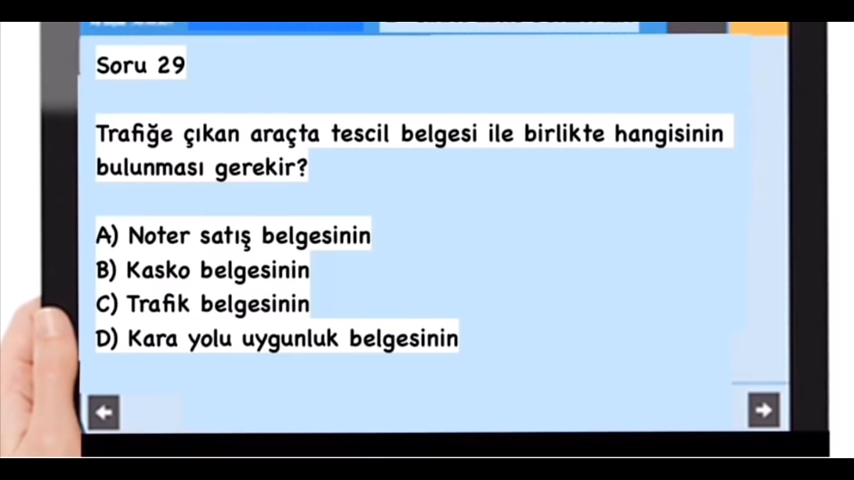 Soru 29
Trafiğe çıkan araçta tescil belgesi ile birlikte hangisinin
bulunması gerekir?
A) Noter satış belgesinin
B) Kasko belgesinin
C) Trafik belgesinin
D) Kara yolu uygunluk belgesinin